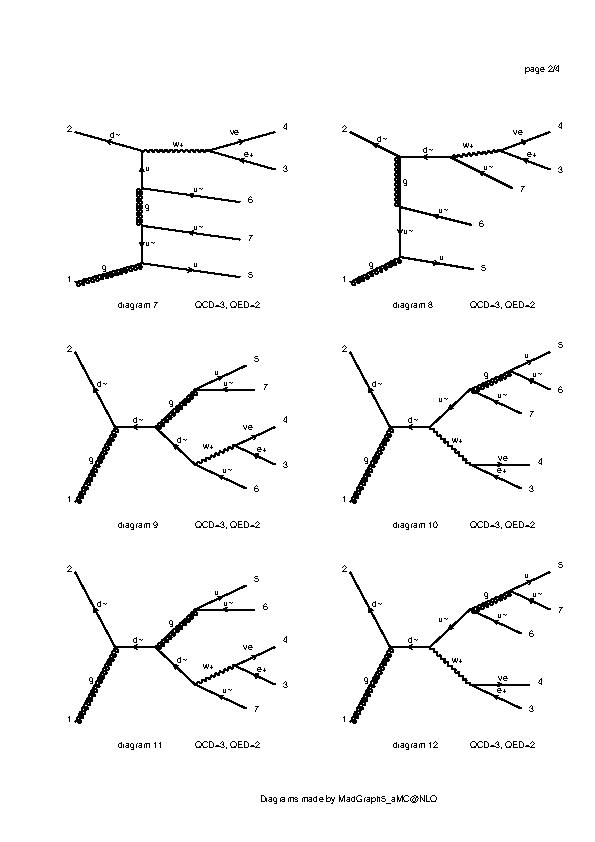 page 2/4
2 d~ w+ ve 4
e+ 3
u
u~ 6
g
u~ 7
u~
g u 5
1
diagram 7 QCD=3, QED=2
2 d~ d~ w+ ve 4
e+ 3
u~ 7
g
u~ 6
u~
g u 5
1
diagram 8 QCD=3, QED=2
2 5
u
u~ 7
d~ g
d~ ve 4
d~ w+ e+ 3
g
u~ 6
1
diagram 9 QCD=3, QED=2
2 5
u
g u~ 6
d~ u~ u~ 7
d~
w+
g ve 4
e+ 3
1
diagram 10 QCD=3, QED=2
2 5
u
u~ 6
d~ g
d~ ve 4
d~ w+ e+ 3
g
u~ 7
1
diagram 11 QCD=3, QED=2
2 5
u
g u~ 7
d~ u~ u~ 6
d~
w+
g ve 4
e+ 3
1
diagram 12 QCD=3, QED=2
Diagrams made by MadGraph5_aMC@NLO